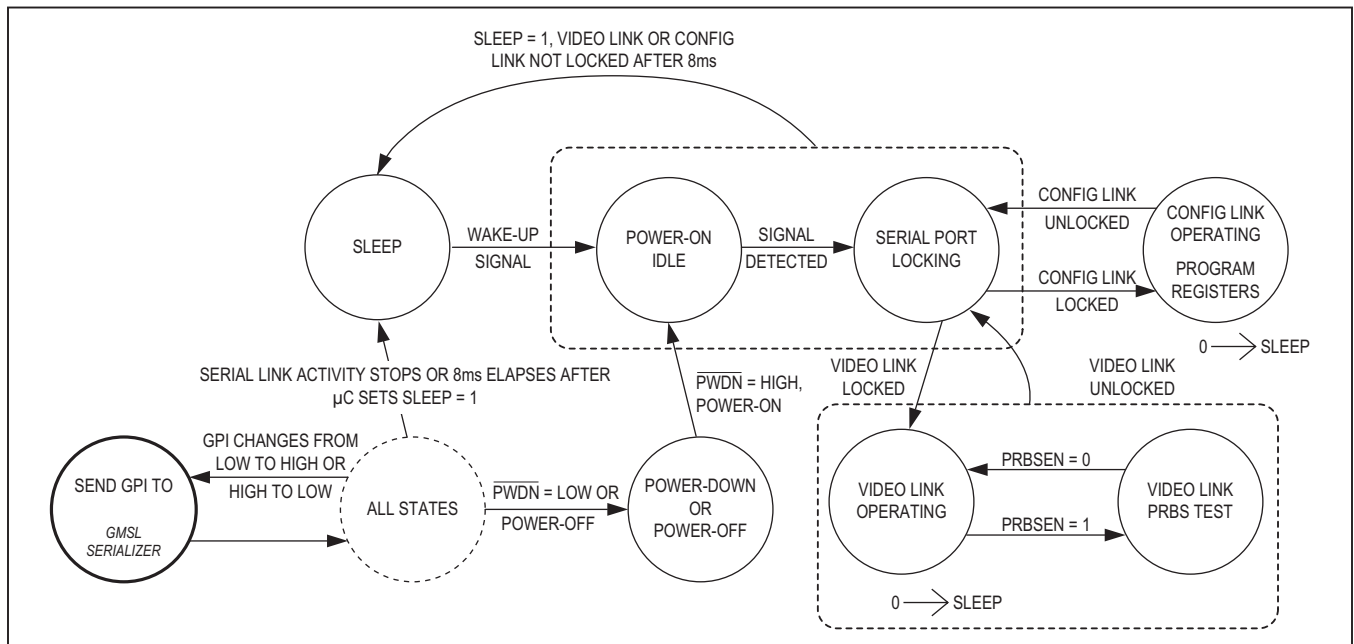 SLEEP = 1, VIDEO LINK OR CONFIG
LINK NOT LOCKED AFTER 8ms
SLEEP
WAKE-UP
SIGNAL
POWER-ON
IDLE
SIGNAL
DETECTED
SERIAL PORT
LOCKING
CONFIG LINK
UNLOCKED
CONFIG LINK
LOCKED
CONFIG LINK
OPERATING
PROGRAM
REGISTERS
0 → SLEEP
SERIAL LINK ACTIVITY STOPS OR 8ms ELAPSES AFTER
µC SETS SLEEP = 1
PWDN = HIGH,
POWER-ON
VIDEO LINK
LOCKED
VIDEO LINK
UNLOCKED
GPI CHANGES FROM
LOW TO HIGH OR
HIGH TO LOW
SEND GPI TO
GMSL
SERIALIZER
ALL STATES
PWDN = LOW OR
POWER-OFF
POWER-DOWN
OR
POWER-OFF
VIDEO LINK
OPERATING
PRBSEN = 0
PRBSEN = 1
VIDEO LINK
PRBS TEST
0 → SLEEP